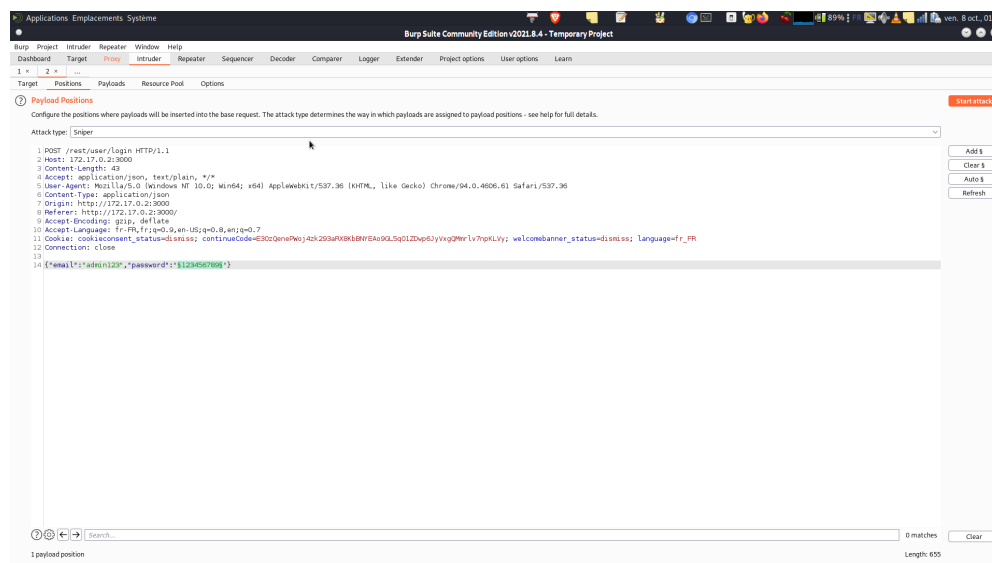 Applications Emplacements Système 89% FR ven. 8 oct., 01
Burp Suite Community Edition v2021.8.4 - Temporary Project
Burp Project Intruder Repeater Window Help
Dashboard Target Proxy Intruder Repeater Sequencer Decoder Comparer Logger Extender Project options User options Learn
1 × 2 × ...
Target Positions Payloads Resource Pool Options
? Payload Positions Start attack
Configure the positions where payloads will be inserted into the base request. The attack type determines the way in which payloads are assigned to payload positions - see help for full details.
Attack type: Sniper
1 POST /rest/user/login HTTP/1.1 Add §
2 Host: 172.17.0.2:3000
3 Content-Length: 43 Clear §
4 Accept: application/json, text/plain, */*
5 User-Agent: Mozilla/5.0 (Windows NT 10.0; Win64; x64) AppleWebKit/537.36 (KHTML, like Gecko) Chrome/94.0.4606.61 Safari/537.36 Auto §
6 Content-Type: application/json Refresh
7 Origin: http://172.17.0.2:3000
8 Referer: http://172.17.0.2:3000/
9 Accept-Encoding: gzip, deflate
10 Accept-Language: fr-FR,fr;q=0.9,en-US;q=0.8,en;q=0.7
11 Cookie: cookieconsent_status=dismiss; continueCode=E3OzQenePWoj4zk293aRX8KbBNYEAo9GL5qO1ZDwp6JyVxgQMmrlv7npKLVy; welcomebanner_status=dismiss; language=fr_FR
12 Connection: close
13
14 {"email":"admin123","password":"§123456789§"}
? Search... 0 matches Clear
1 payload position Length: 655